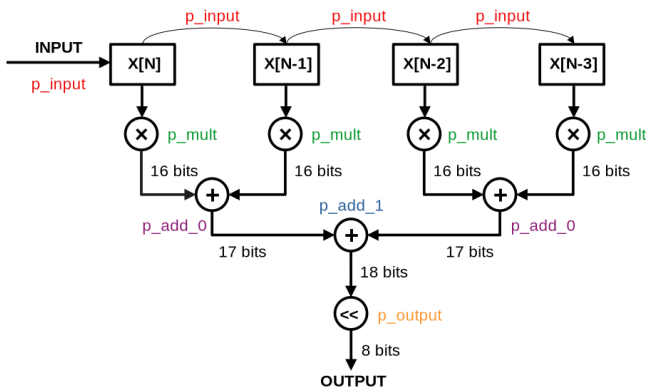 p_input
p_input
p_input
INPUT
p_input
X[N]
X[N-1]
X[N-2]
X[N-3]
×
p_mult
×
p_mult
×
p_mult
×
p_mult
16 bits
16 bits
16 bits
16 bits
+
+
p_add_0
p_add_1
p_add_0
17 bits
+
17 bits
18 bits
<<
p_output
8 bits
OUTPUT